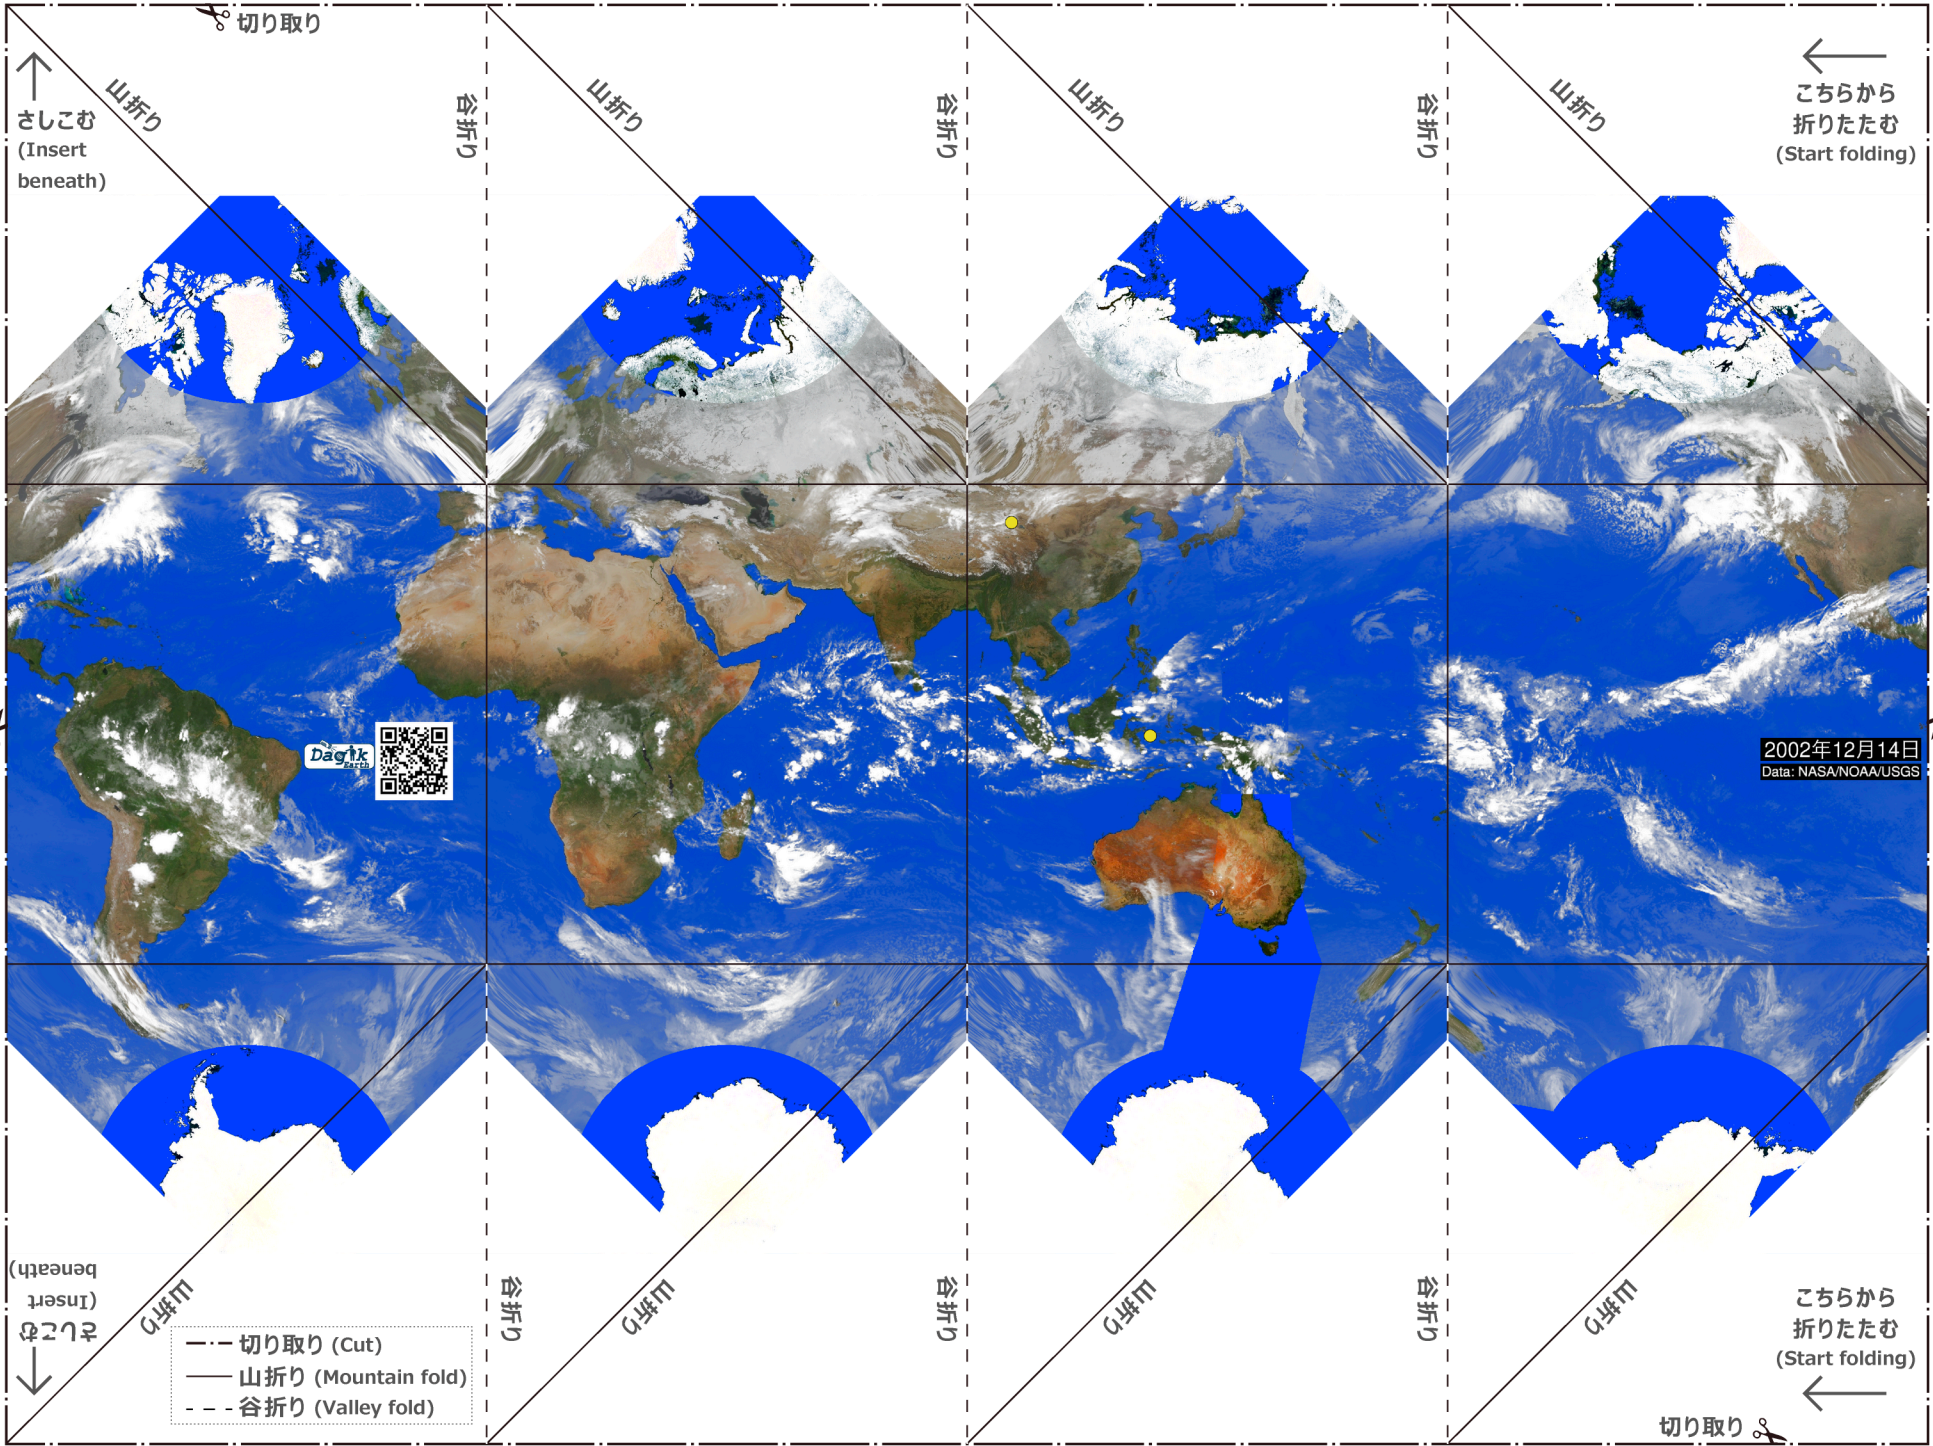 切り取り
さしこむ
(Insert
beneath)
山折り
谷折り
山折り
谷折り
山折り
谷折り
山折り
こちらから
折りたたむ
(Start folding)
Dagik
Earth
2002年12月14日
Data: NASA/NOAA/USGS
さしこむ
(Insert
beneath)
山折り
谷折り
山折り
谷折り
山折り
谷折り
山折り
こちらから
折りたたむ
(Start folding)
切り取り (Cut)
山折り (Mountain fold)
谷折り (Valley fold)
切り取り